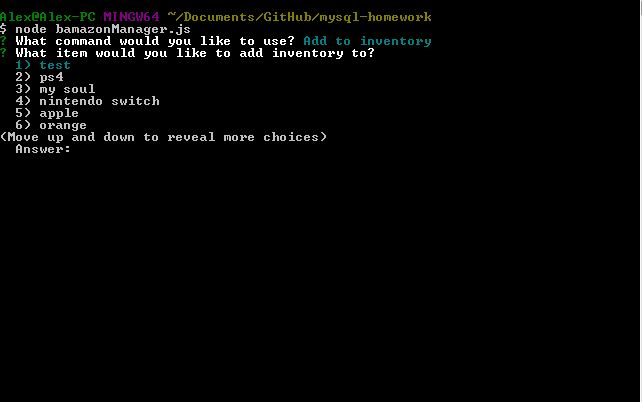 Alex@Alex-PC MINGW64 ~/Documents/GitHub/mysql-homework
$ node bamazonManager.js
? What command would you like to use? Add to inventory
? What item would you like to add inventory to?
  1) test
  2) ps4
  3) my soul
  4) nintendo switch
  5) apple
  6) orange
(Move up and down to reveal more choices)
  Answer: